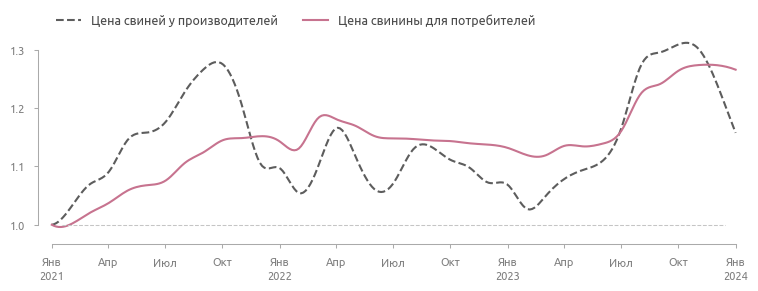 Цена свиней у производителей Цена свинины для потребителей
1.3
1.2
1.1
1.0
Янв Апр Июл Окт Янв Апр Июл Окт Янв Апр Июл Окт Янв
2021 2022 2023 2024